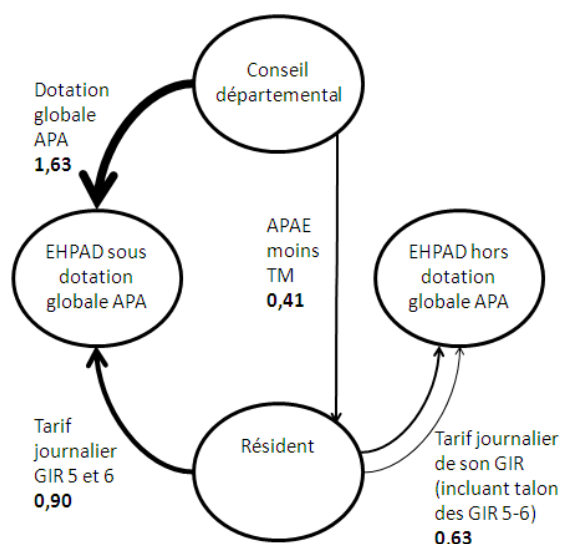 Conseil
départemental
Dotation
globale
APA
1,63
EHPAD sous
dotation
globale APA
APAE
moins
TM
0,41
EHPAD hors
dotation
globale APA
Tarif
journalier
GIR 5 et 6
0,90
Résident
Tarif journalier
de son GIR
(incluant talon
des GIR 5-6)
0,63